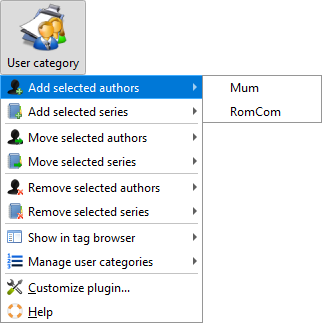 User category
Add selected authors
Mum
Add selected series
RomCom
Move selected authors
Move selected series
Remove selected authors
Remove selected series
Show in tag browser
Manage user categories
Customize plugin...
Help